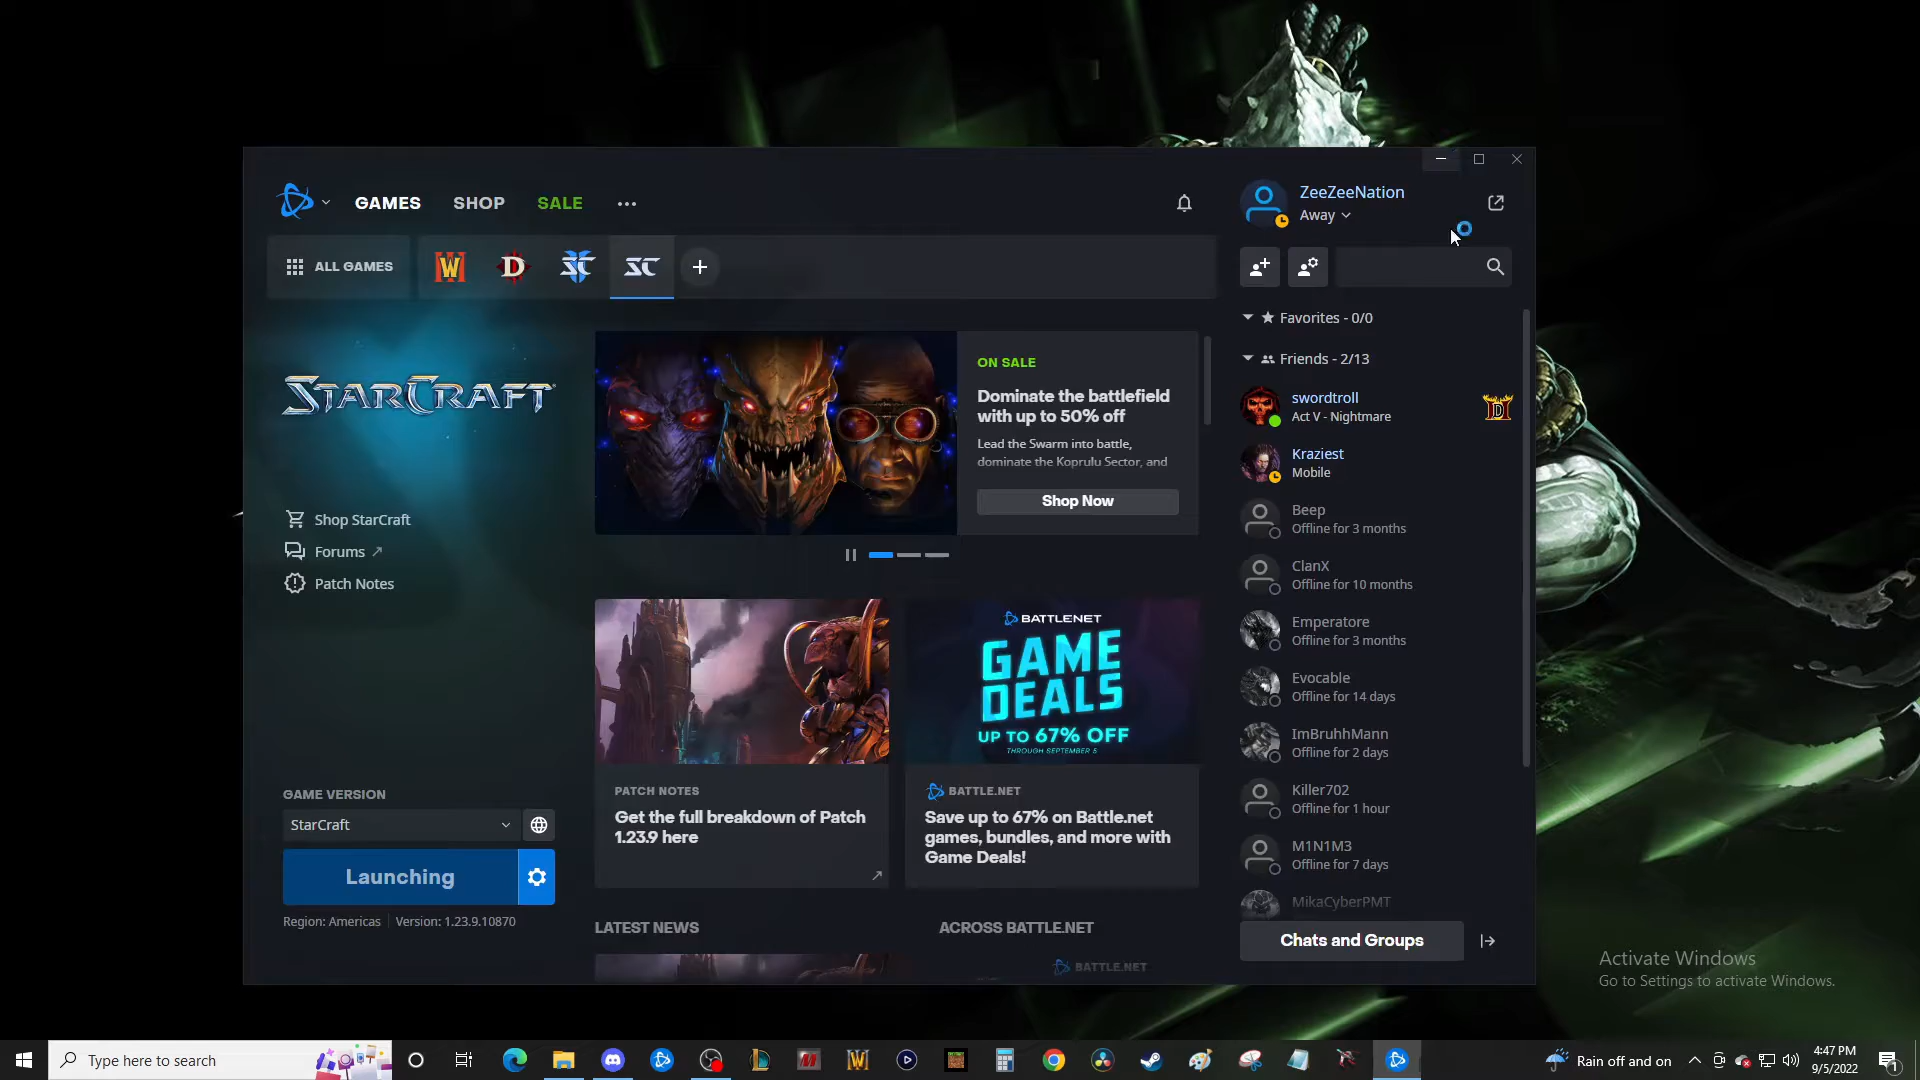 GAMES
SHOP
SALE
ZeeZeeNation
Away
ALL GAMES
Favorites - 0/0
Friends - 2/13
swordtroll
Act V - Nightmare
Kraziest
Mobile
Beep
Offline for 3 months
ClanX
Offline for 10 months
Emperatore
Offline for 3 months
Evocable
Offline for 14 days
ImBruhhMann
Offline for 2 days
Killer702
Offline for 1 hour
M1N1M3
Offline for 7 days
MikaCyberPMT
Chats and Groups
STARCRAFT
Shop StarCraft
Forums
Patch Notes
ON SALE
Dominate the battlefield
with up to 50% off
Lead the Swarm into battle,
dominate the Koprulu Sector, and
Shop Now
PATCH NOTES
Get the full breakdown of Patch
1.23.9 here
BATTLENET
GAME
DEALS
UP TO 67% OFF
THROUGH SEPTEMBER 5
BATTLE.NET
Save up to 67% on Battle.net
games, bundles, and more with
Game Deals!
GAME VERSION
StarCraft
Launching
Region: Americas
Version: 1.23.9.10870
LATEST NEWS
ACROSS BATTLE.NET
BATTLE.NET
Activate Windows
Go to Settings to activate Windows.
Type here to search
Rain off and on
4:47 PM
9/5/2022
1